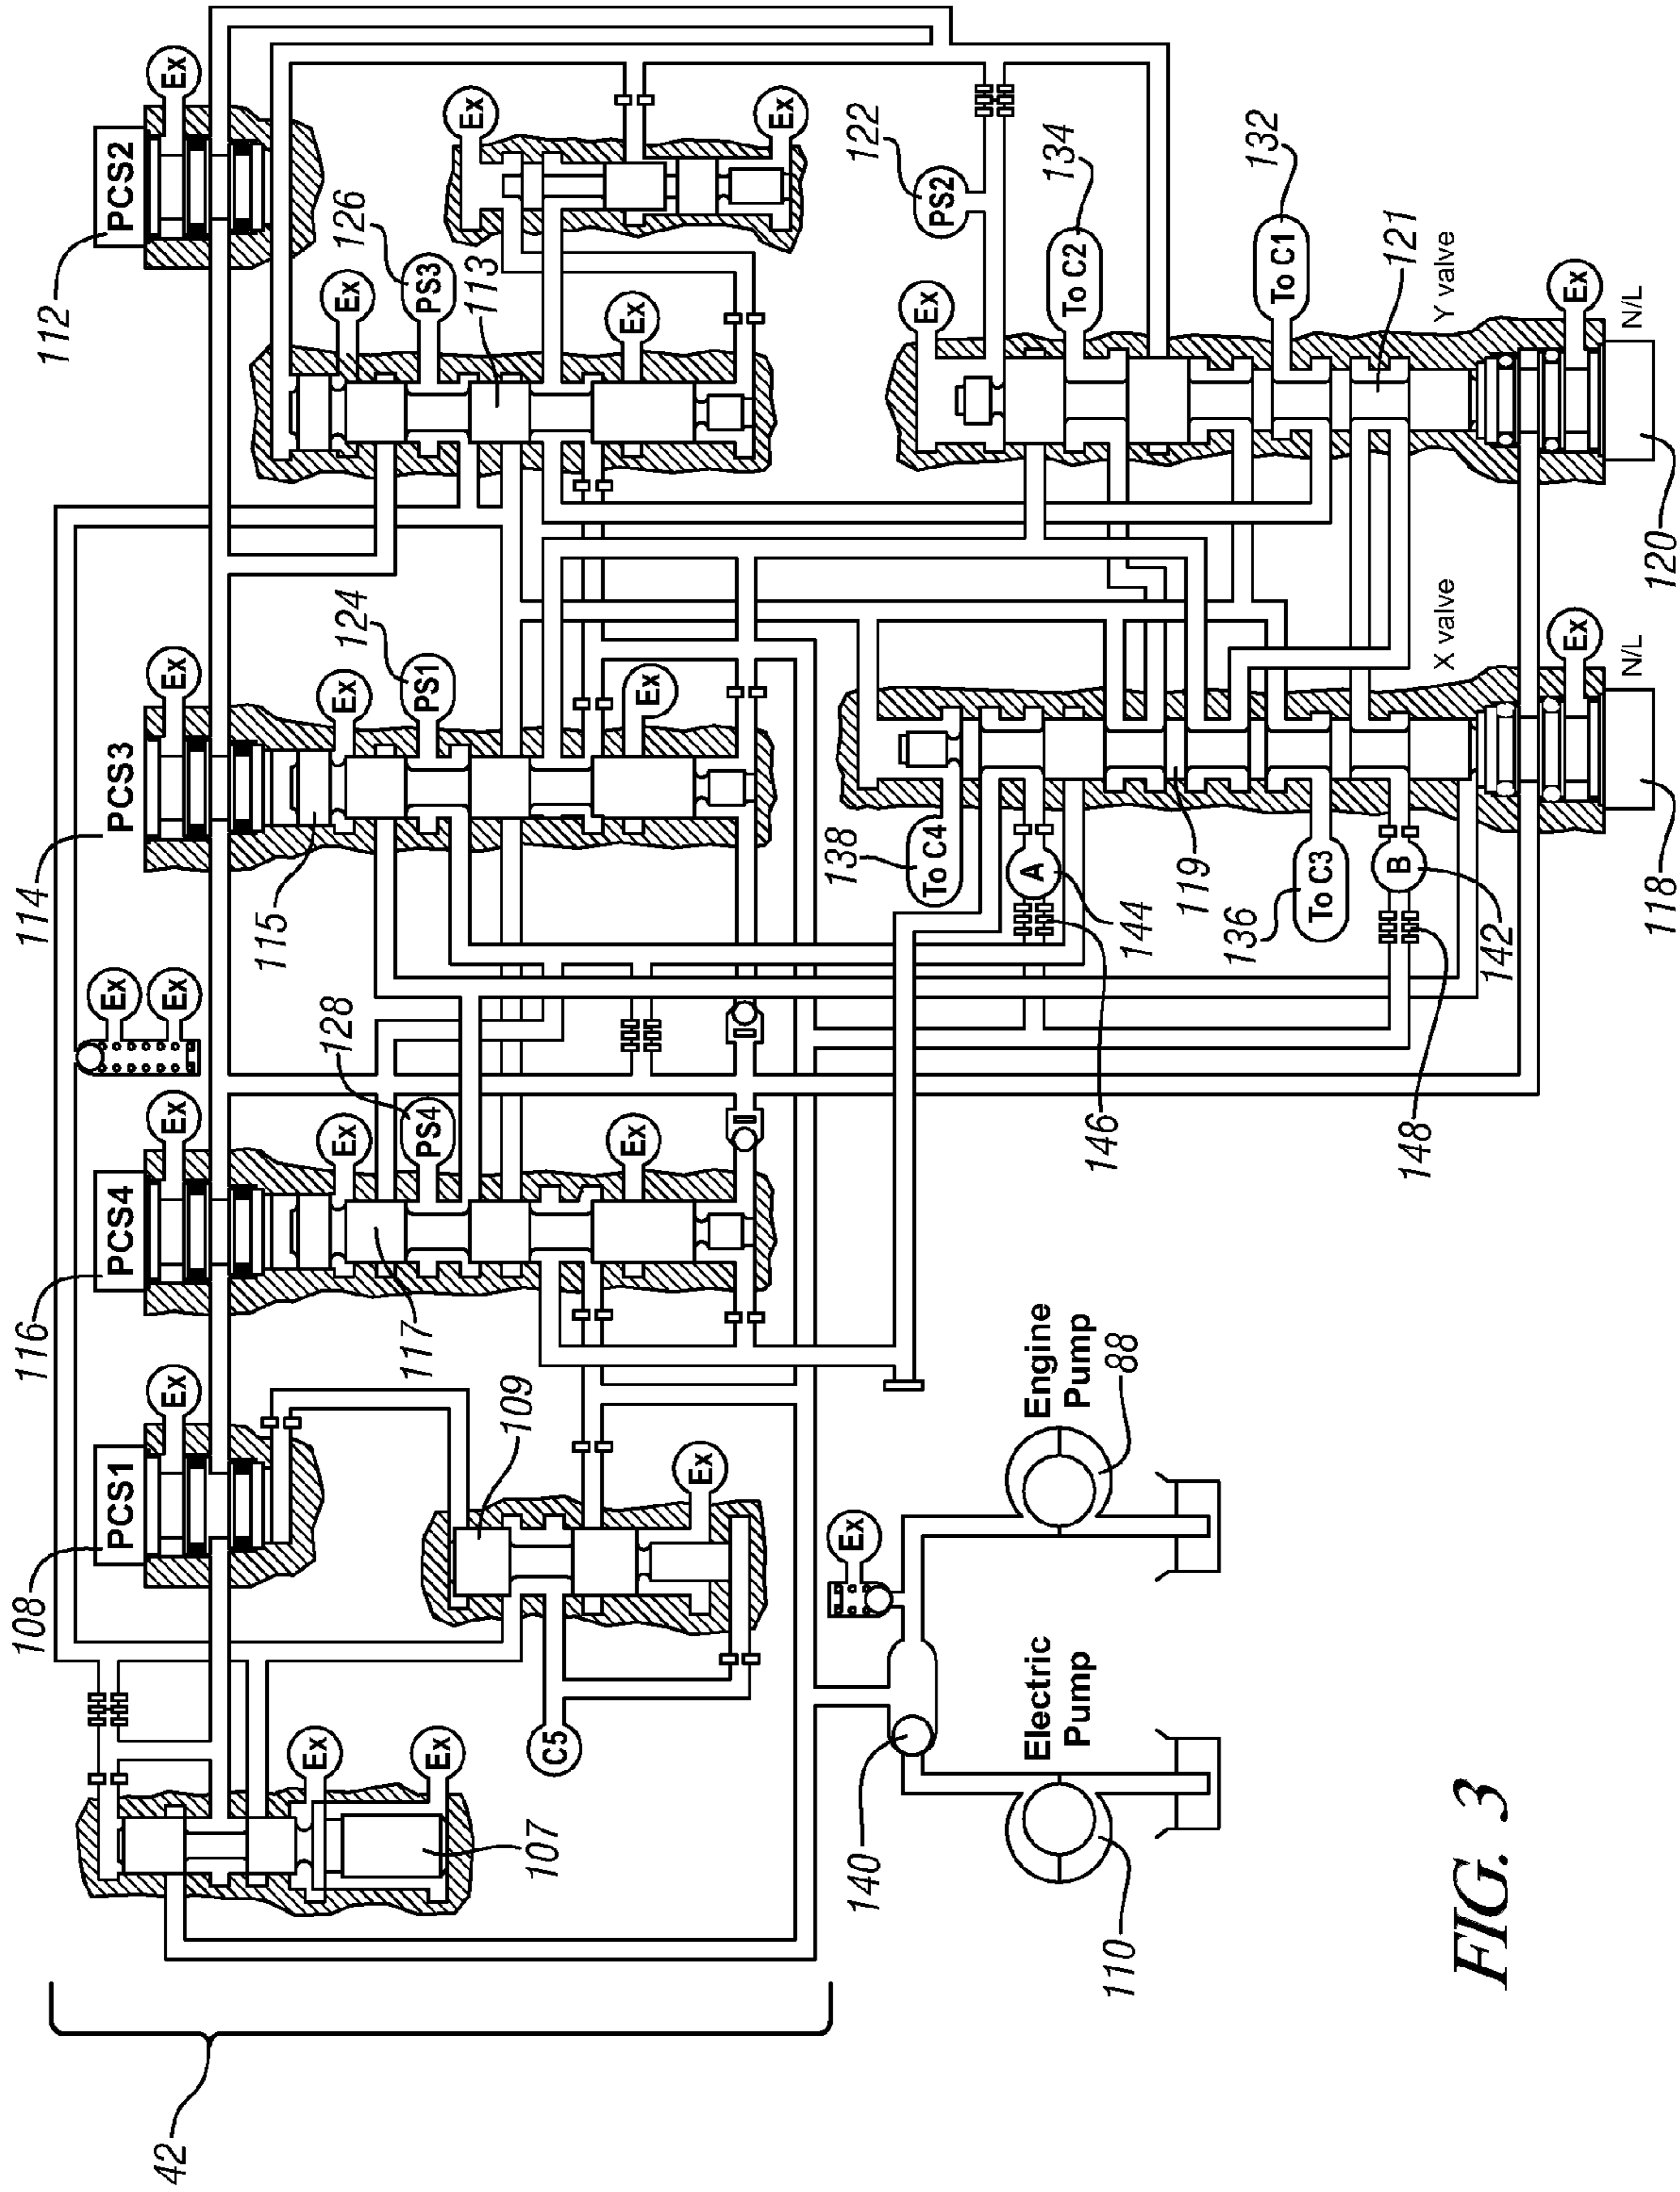 108
116
114
112
PCS1
PCS4
Ex
PCS3
PCS2
42
Ex
Ex
Ex
Ex
Ex
115
Ex
128
Ex
Ex
124
Ex
126
117
Ex
PS4
PS1
PS3
113
Ex
109
107
C5
Ex
Ex
Ex
Ex
Ex
140
Ex
138
122
To C4
Ex
PS2
Electric
Pump
Engine
Pump
A
To C2
134
110
88
146
144
119
136
To C1
132
To C3
B
121
148
X valve
Y valve
142
FIG. 3
Ex
Ex
N/L
N/L
118
120